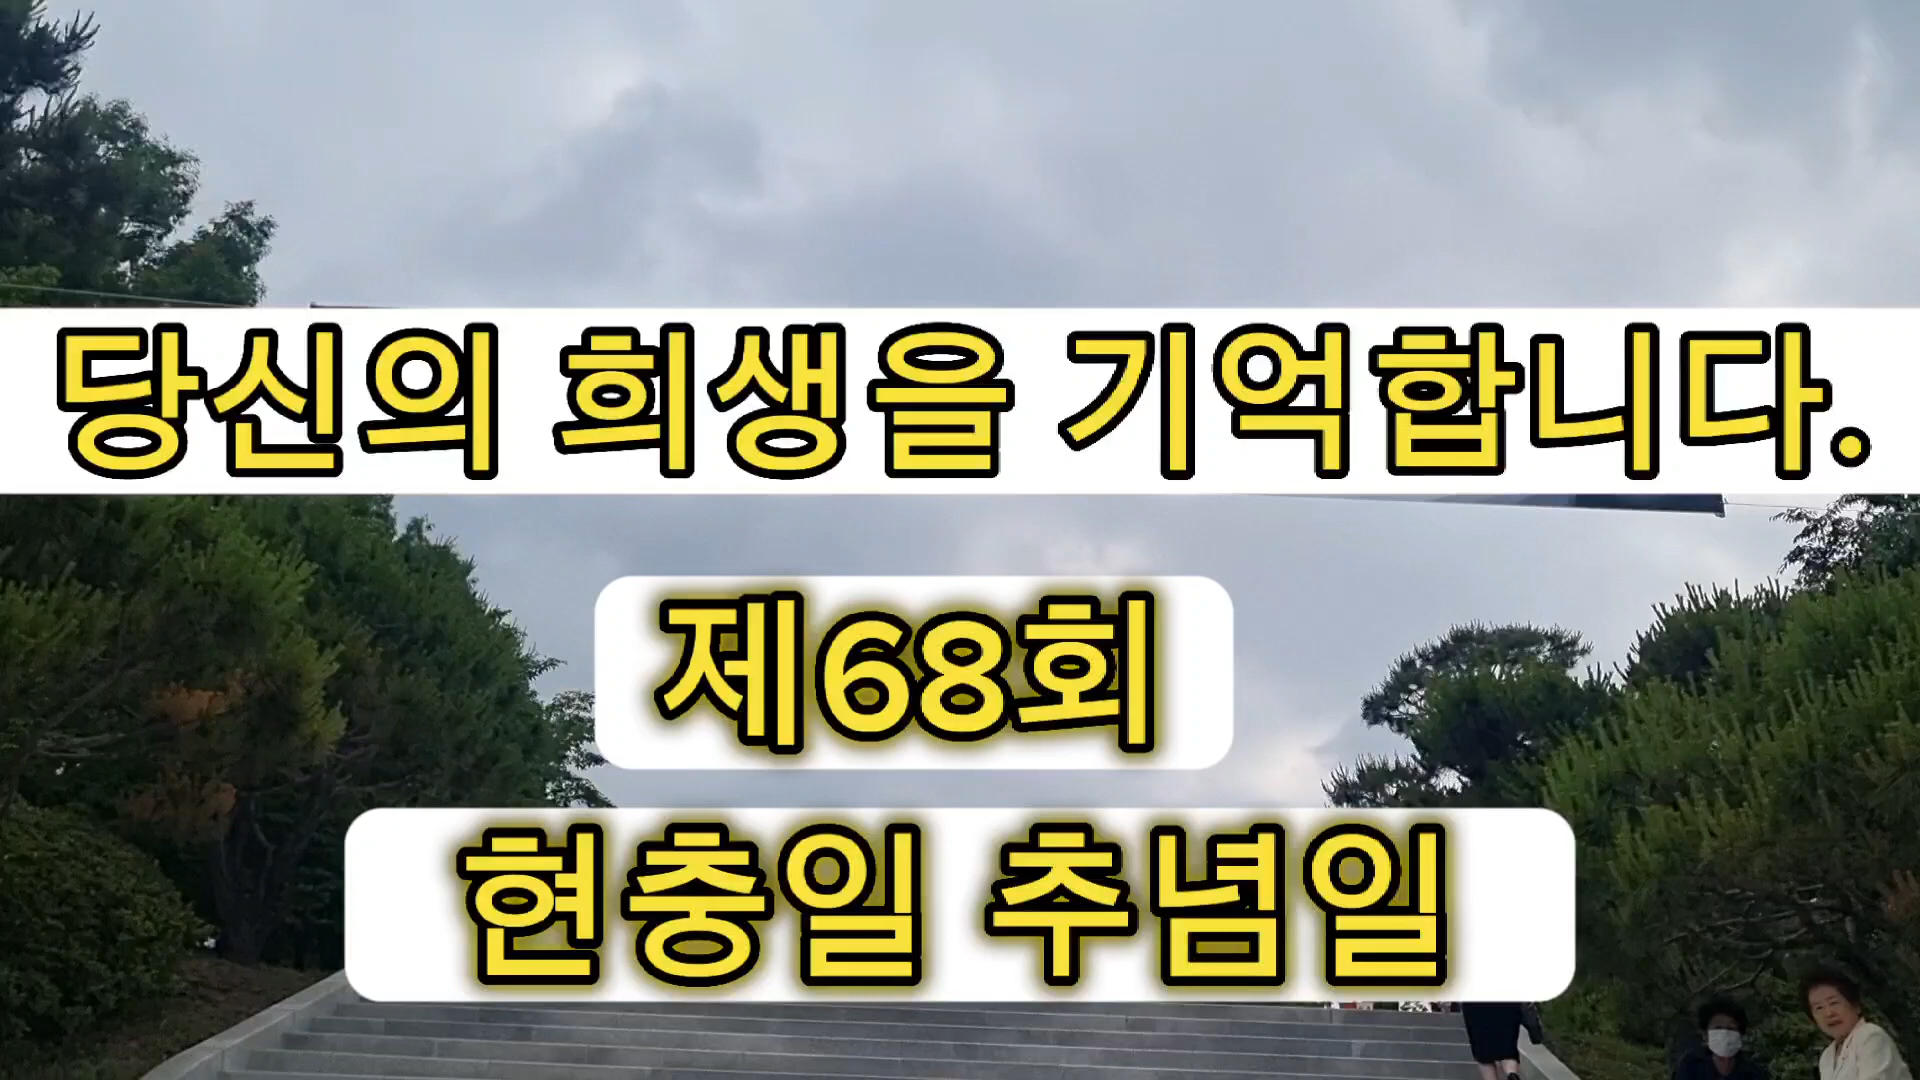 당신의 희생을 기억합니다.
제68회
현충일 추념일